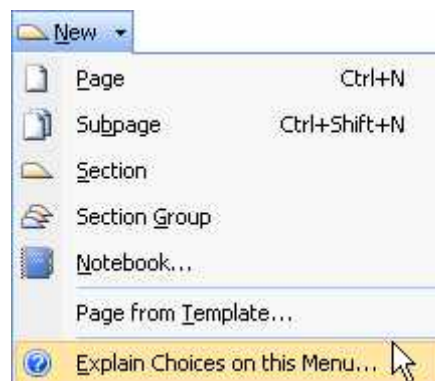 New
Page Ctrl+N
Subpage Ctrl+Shift+N
Section
Section Group
Notebook...
Page from Template...
Explain Choices on this Menu...